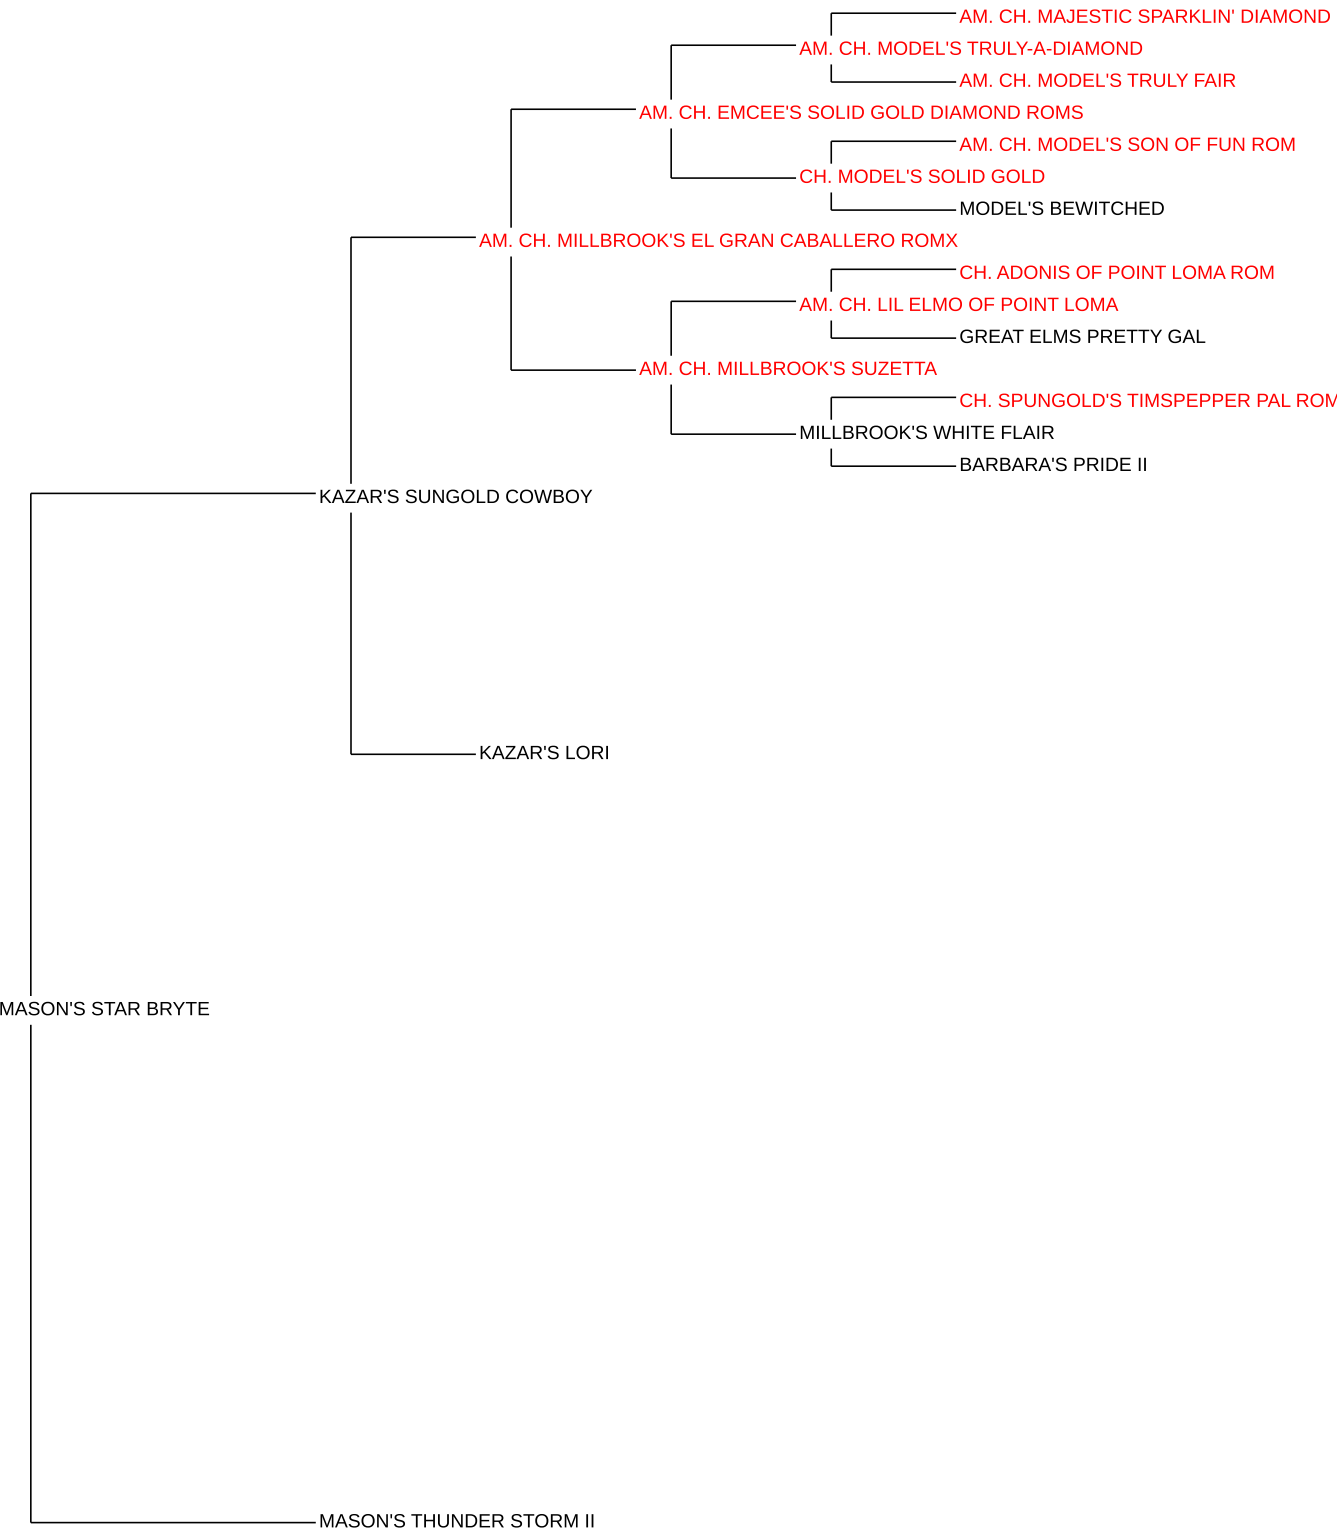 AM. CH. MAJESTIC SPARKLIN' DIAMOND
AM. CH. MODEL'S TRULY-A-DIAMOND
AM. CH. MODEL'S TRULY FAIR
AM. CH. EMCEE'S SOLID GOLD DIAMOND ROMS
AM. CH. MODEL'S SON OF FUN ROM
CH. MODEL'S SOLID GOLD
MODEL'S BEWITCHED
AM. CH. MILLBROOK'S EL GRAN CABALLERO ROMX
CH. ADONIS OF POINT LOMA ROM
AM. CH. LIL ELMO OF POINT LOMA
GREAT ELMS PRETTY GAL
AM. CH. MILLBROOK'S SUZETTA
CH. SPUNGOLD'S TIMSPEPPER PAL ROM
MILLBROOK'S WHITE FLAIR
BARBARA'S PRIDE II
KAZAR'S SUNGOLD COWBOY
KAZAR'S LORI
MASON'S STAR BRYTE
MASON'S THUNDER STORM II